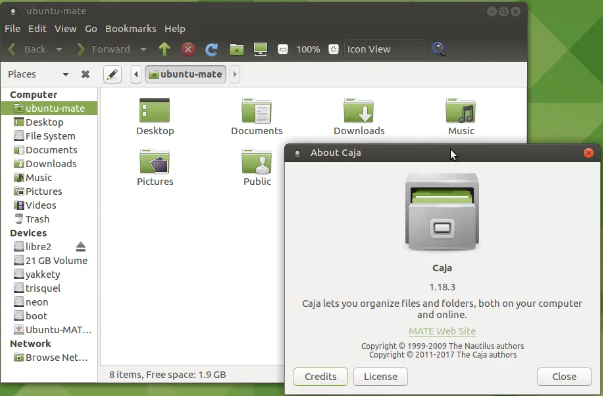 ubuntu-mate
File Edit View Go Bookmarks Help
Back Forward 100% Icon View
Places ubuntu-mate
Computer
ubuntu-mate
Desktop
File System
Documents
Downloads
Music
Pictures
Videos
Trash
Devices
libre2
21 GB Volume
yakkety
trisquel
neon
boot
Ubuntu-MAT...
Network
Browse Net...
Desktop Documents Downloads Music
Pictures Public
8 items, Free space: 1.9 GB
About Caja
Caja
1.18.3
Caja lets you organize files and folders, both on your computer
and online.
MATE Web Site
Copyright © 1999-2009 The Nautilus authors
Copyright © 2011-2017 The Caja authors
Credits License Close